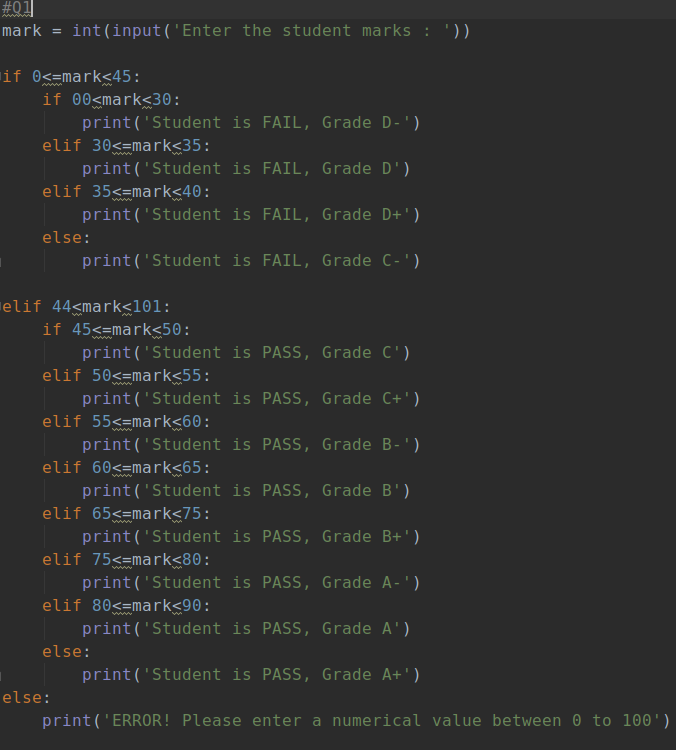 #Q1
mark = int(input('Enter the student marks : '))
if 0<=mark<45:
if 00<mark<30:
print('Student is FAIL, Grade D-')
elif 30<=mark<35:
print('Student is FAIL, Grade D')
elif 35<=mark<40:
print('Student is FAIL, Grade D+')
else:
print('Student is FAIL, Grade C-')
elif 44<mark<101:
if 45<=mark<50:
print('Student is PASS, Grade C')
elif 50<=mark<55:
print('Student is PASS, Grade C+')
elif 55<=mark<60:
print('Student is PASS, Grade B-')
elif 60<=mark<65:
print('Student is PASS, Grade B')
elif 65<=mark<75:
print('Student is PASS, Grade B+')
elif 75<=mark<80:
print('Student is PASS, Grade A-')
elif 80<=mark<90:
print('Student is PASS, Grade A')
else:
print('Student is PASS, Grade A+')
else:
print('ERROR! Please enter a numerical value between 0 to 100')